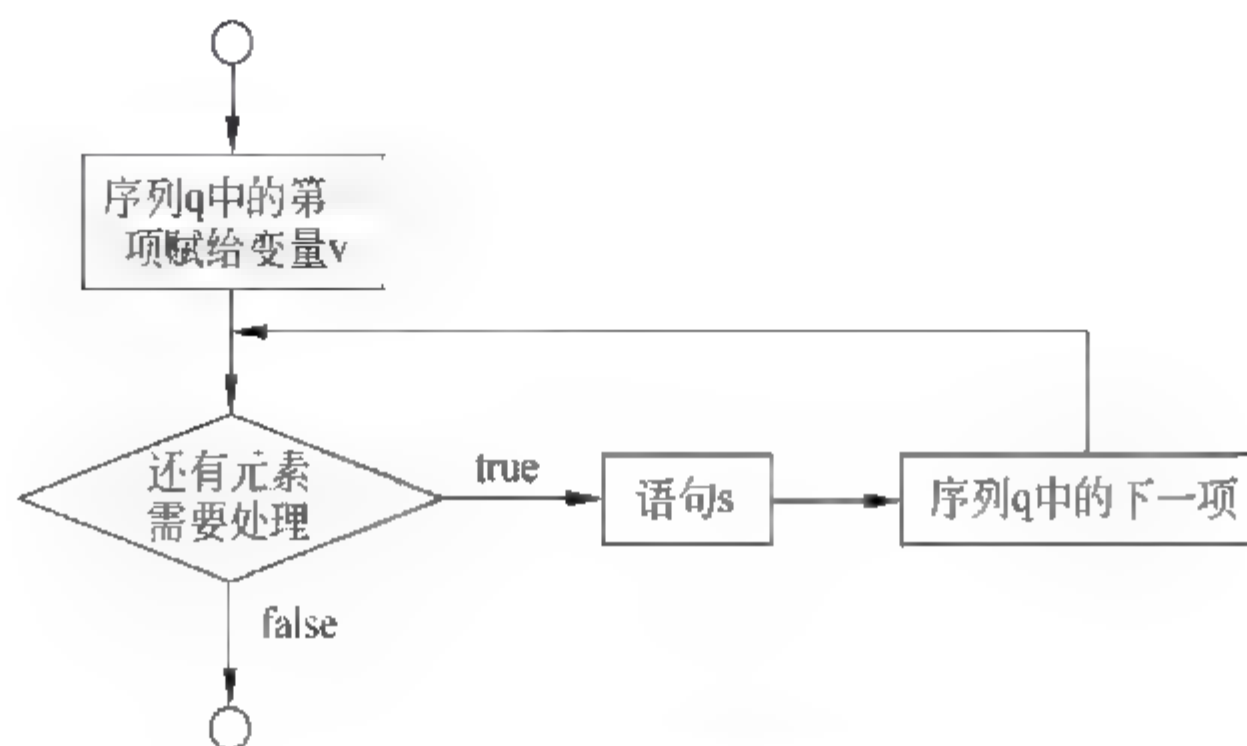 序列q中的第
项赋给变量v
还有元素
需要处理
true
语句s
序列q中的下一项
false